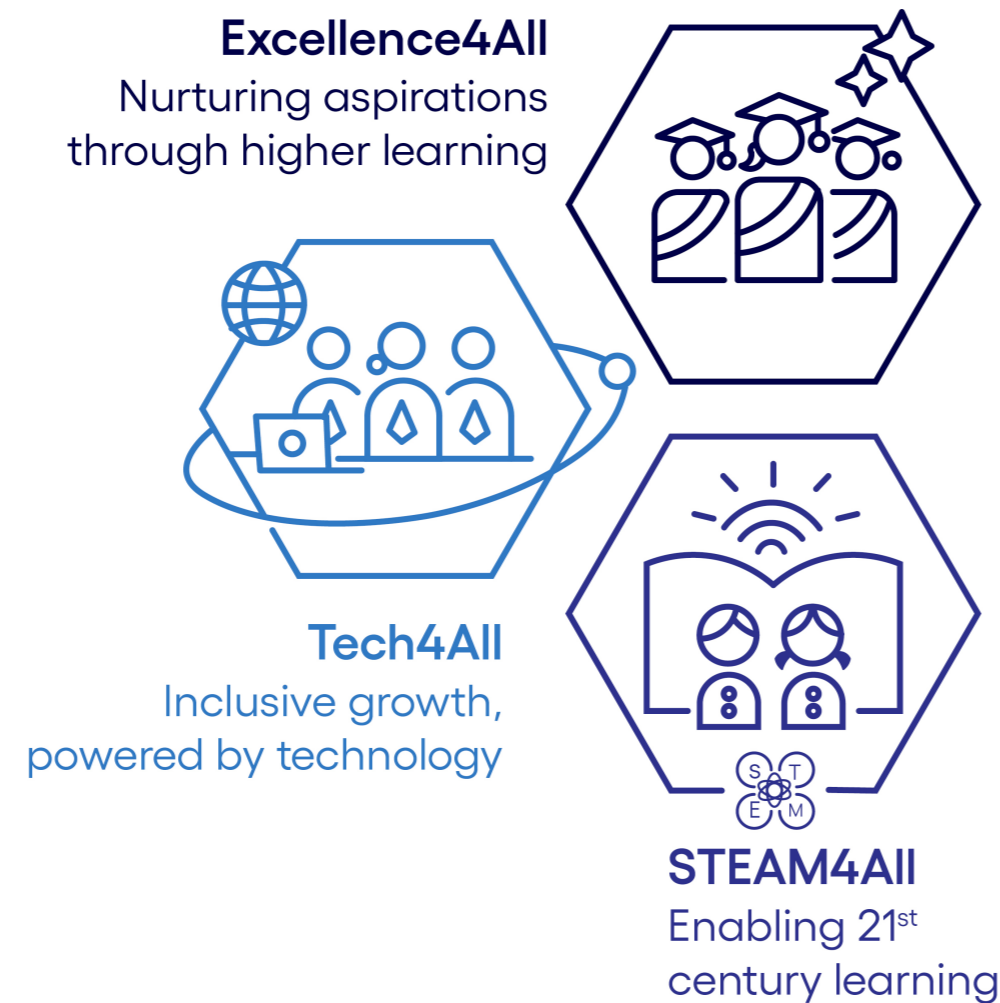 Excellence4All
Nurturing aspirations
through higher learning
Tech4All
Inclusive growth,
powered by technology
S T
E M
STEAM4All
Enabling 21st
century learning